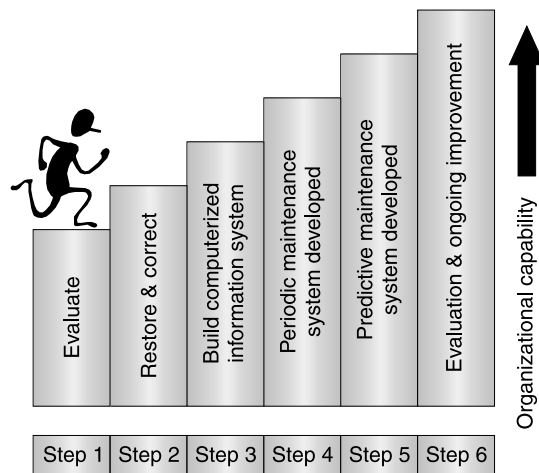 Evaluate
Restore & correct
Build computerized
information system
Periodic maintenance
system developed
Predictive maintenance
system developed
Evaluation & ongoing improvement
Organizational capability
Step 1
Step 2
Step 3
Step 4
Step 5
Step 6